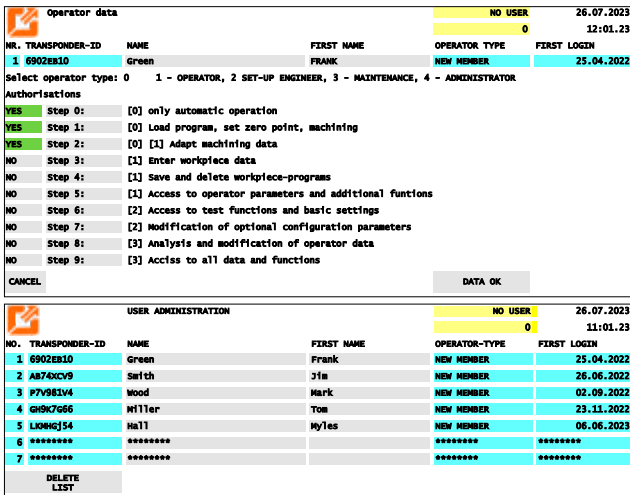 Operator data NO USER 26.07.2023
0 12:01.23
NR. TRANSPONDER-ID NAME FIRST NAME OPERATOR TYPE FIRST LOGIN
1 6902EB10 Green FRANK NEW MEMBER 25.04.2022
Select operator type: 0 1 - OPERATOR, 2 SET-UP ENGINEER, 3 - MAINTENANCE, 4 - ADMINISTRATOR
Authorisations
YES Step 0: [0] only automatic operation
YES Step 1: [0] Load program, set zero point, machining
YES Step 2: [0] [1] Adapt machining data
NO Step 3: [1] Enter workpiece data
NO Step 4: [1] Save and delete workpiece-programs
NO Step 5: [1] Access to operator parameters and additional funtions
NO Step 6: [2] Access to test functions and basic settings
NO Step 7: [2] Modification of optional configuration parameters
NO Step 8: [3] Analysis and modification of operator data
NO Step 9: [3] Acciss to all data and functions
CANCEL DATA OK
USER ADMINISTRATION NO USER 26.07.2023
0 11:01.23
NO. TRANSPONDER-ID NAME FIRST NAME OPERATOR-TYPE FIRST LOGIN
1 6902EB10 Green Frank NEW MEMBER 25.04.2022
2 AB74XCV9 Smith Jim NEW MEMBER 26.06.2022
3 P7V981V4 Wood Mark NEW MEMBER 02.09.2022
4 GH9K7G66 Miller Tom NEW MEMBER 23.11.2022
5 LKMHGj54 Hall Myles NEW MEMBER 06.06.2023
6 ******** ******** ******** ********
7 ******** ******** ******** ********
DELETE
LIST